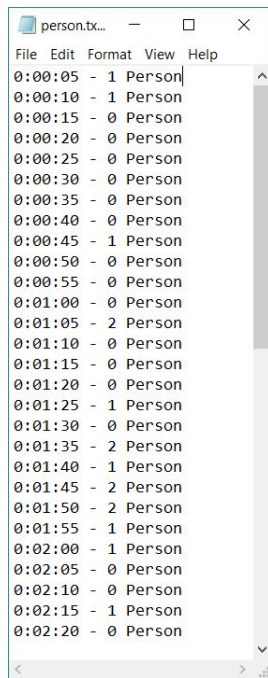 person.tx...
File Edit Format View Help
0:00:05 - 1 Person
0:00:10 - 1 Person
0:00:15 - 0 Person
0:00:20 - 0 Person
0:00:25 - 0 Person
0:00:30 - 0 Person
0:00:35 - 0 Person
0:00:40 - 0 Person
0:00:45 - 1 Person
0:00:50 - 0 Person
0:00:55 - 0 Person
0:01:00 - 0 Person
0:01:05 - 2 Person
0:01:10 - 0 Person
0:01:15 - 0 Person
0:01:20 - 0 Person
0:01:25 - 1 Person
0:01:30 - 0 Person
0:01:35 - 2 Person
0:01:40 - 1 Person
0:01:45 - 2 Person
0:01:50 - 2 Person
0:01:55 - 1 Person
0:02:00 - 1 Person
0:02:05 - 0 Person
0:02:10 - 0 Person
0:02:15 - 1 Person
0:02:20 - 0 Person